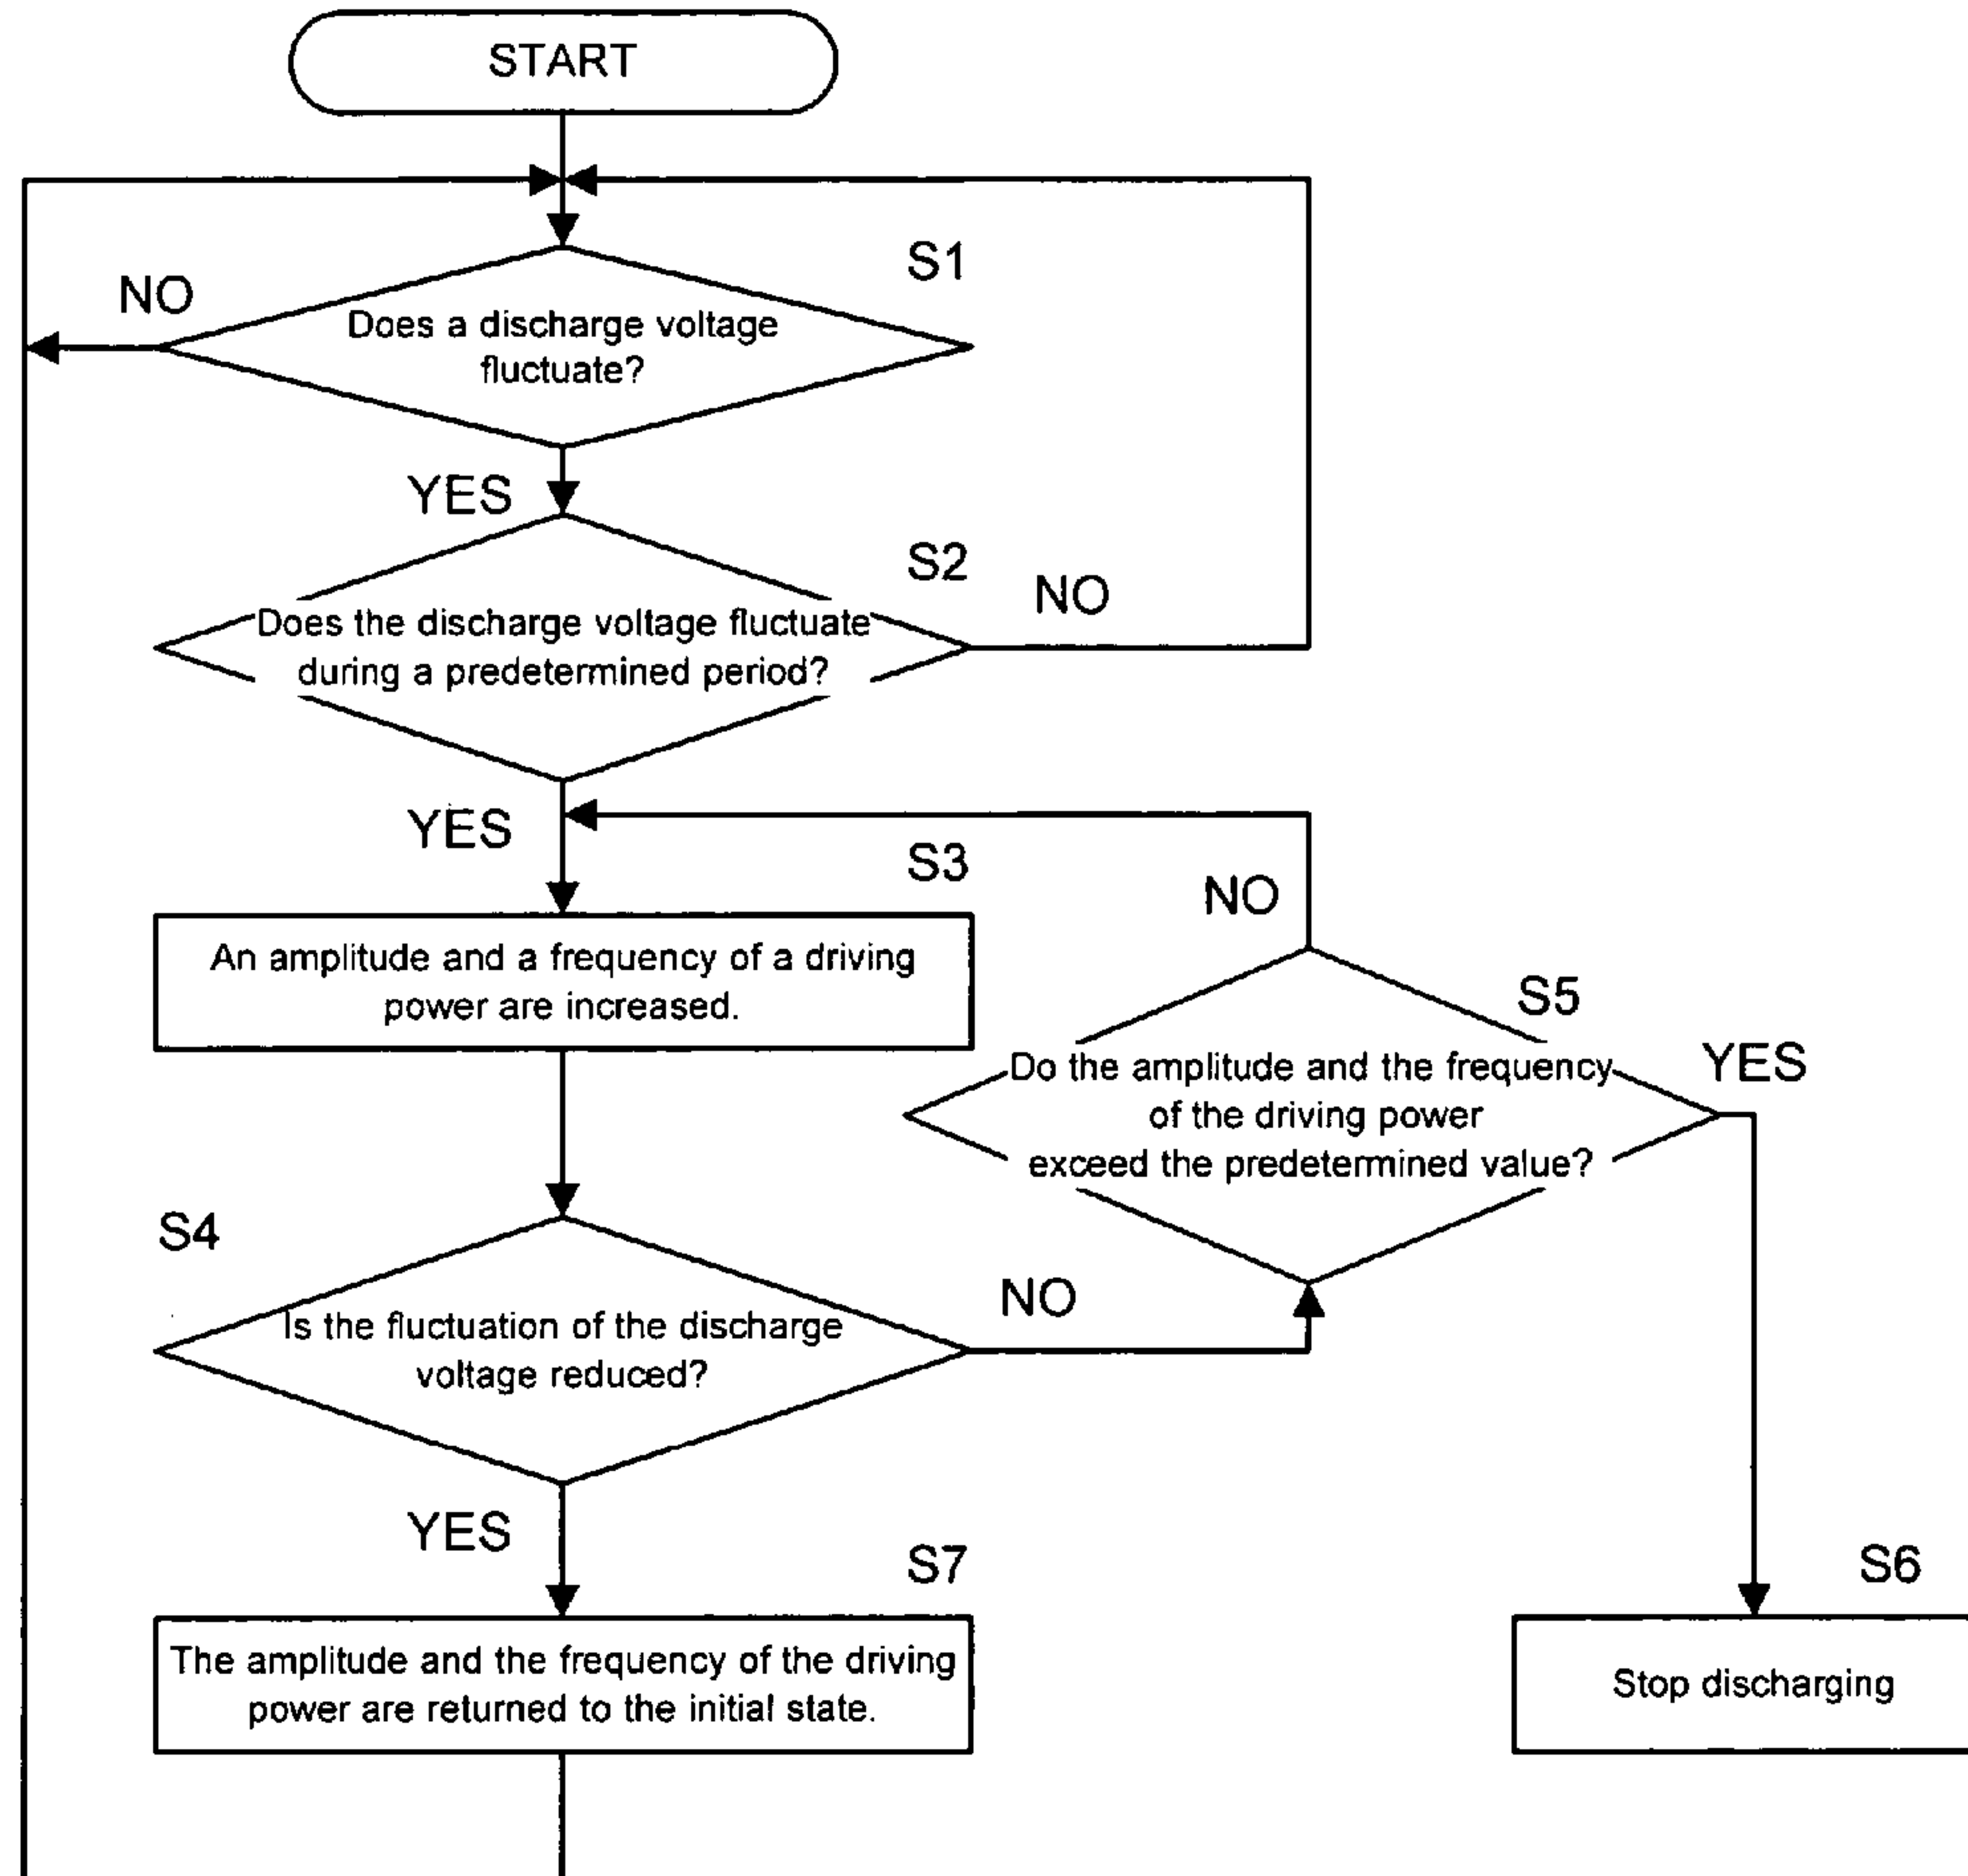 START
S1
NO
Does a discharge voltage
fluctuate?
YES
S2
NO
Does the discharge voltage fluctuate
during a predetermined period?
YES
S3
NO
An amplitude and a frequency of a driving
power are increased.
S5
YES
Do the amplitude and the frequency
of the driving power
exceed the predetermined value?
S4
NO
Is the fluctuation of the discharge
voltage reduced?
YES
S7
S6
The amplitude and the frequency of the driving
power are returned to the initial state.
Stop discharging